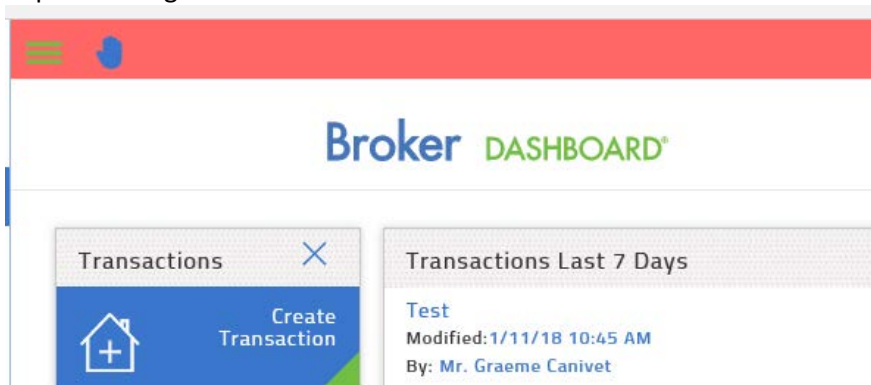 Broker DASHBOARD®
Transactions
Create
Transaction
Transactions Last 7 Days
Test
Modified:1/11/18 10:45 AM
By: Mr. Graeme Canivet